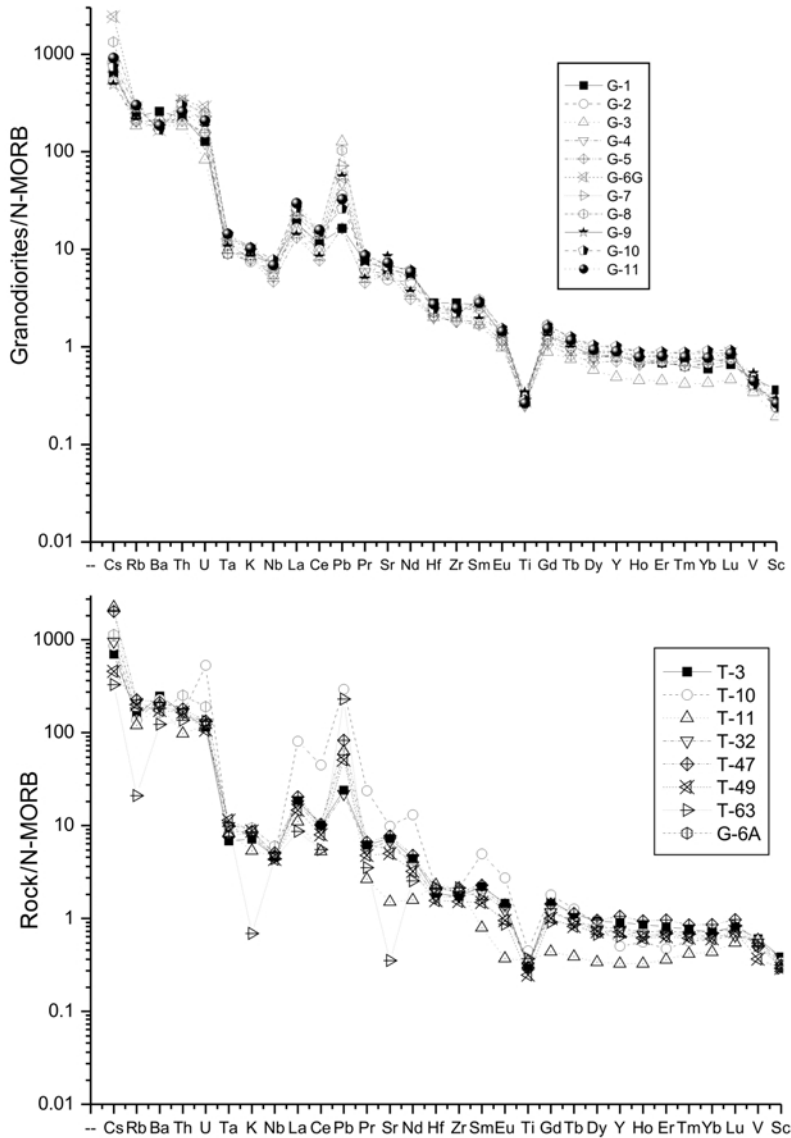 Granodiorites/N-MORB
1000
100
10
1
0.1
0.01
G-1
G-2
G-3
G-4
G-5
G-6G
G-7
G-8
G-9
G-10
G-11
-- Cs Rb Ba Th U Ta K Nb La Ce Pb Pr Sr Nd Hf Zr Sm Eu Ti Gd Tb Dy Y Ho Er Tm Yb Lu V Sc
Rock/N-MORB
1000
100
10
1
0.1
0.01
T-3
T-10
T-11
T-32
T-47
T-49
T-63
G-6A
-- Cs Rb Ba Th U Ta K Nb La Ce Pb Pr Sr Nd Hf Zr Sm Eu Ti Gd Tb Dy Y Ho Er Tm Yb Lu V Sc